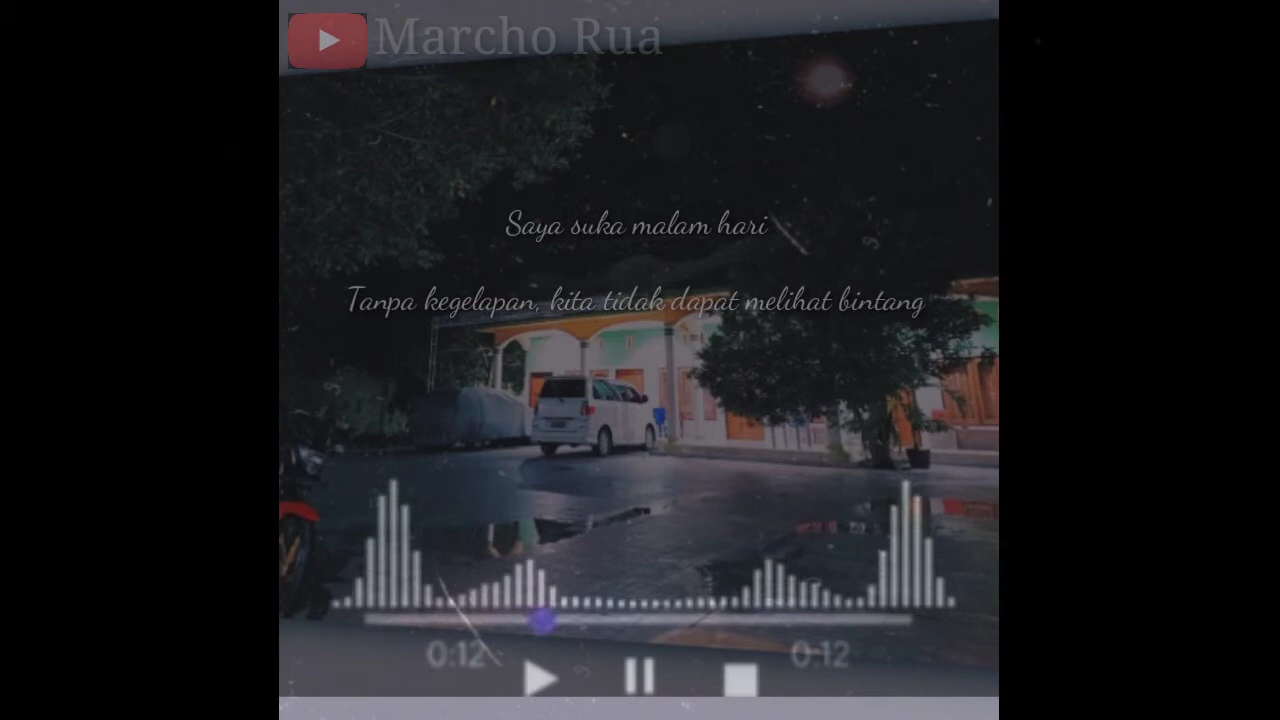 Marcho Rua
Saya suka malam hari
Tanpa kegelapan, kita tidak dapat melihat bintang
0:12 0:12